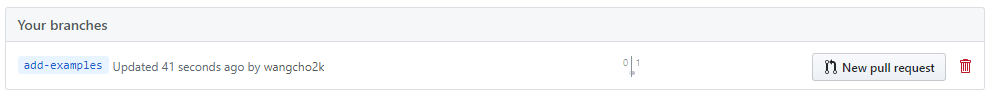 Your branches
add-examples Updated 41 seconds ago by wangcho2k 0 1 New pull request